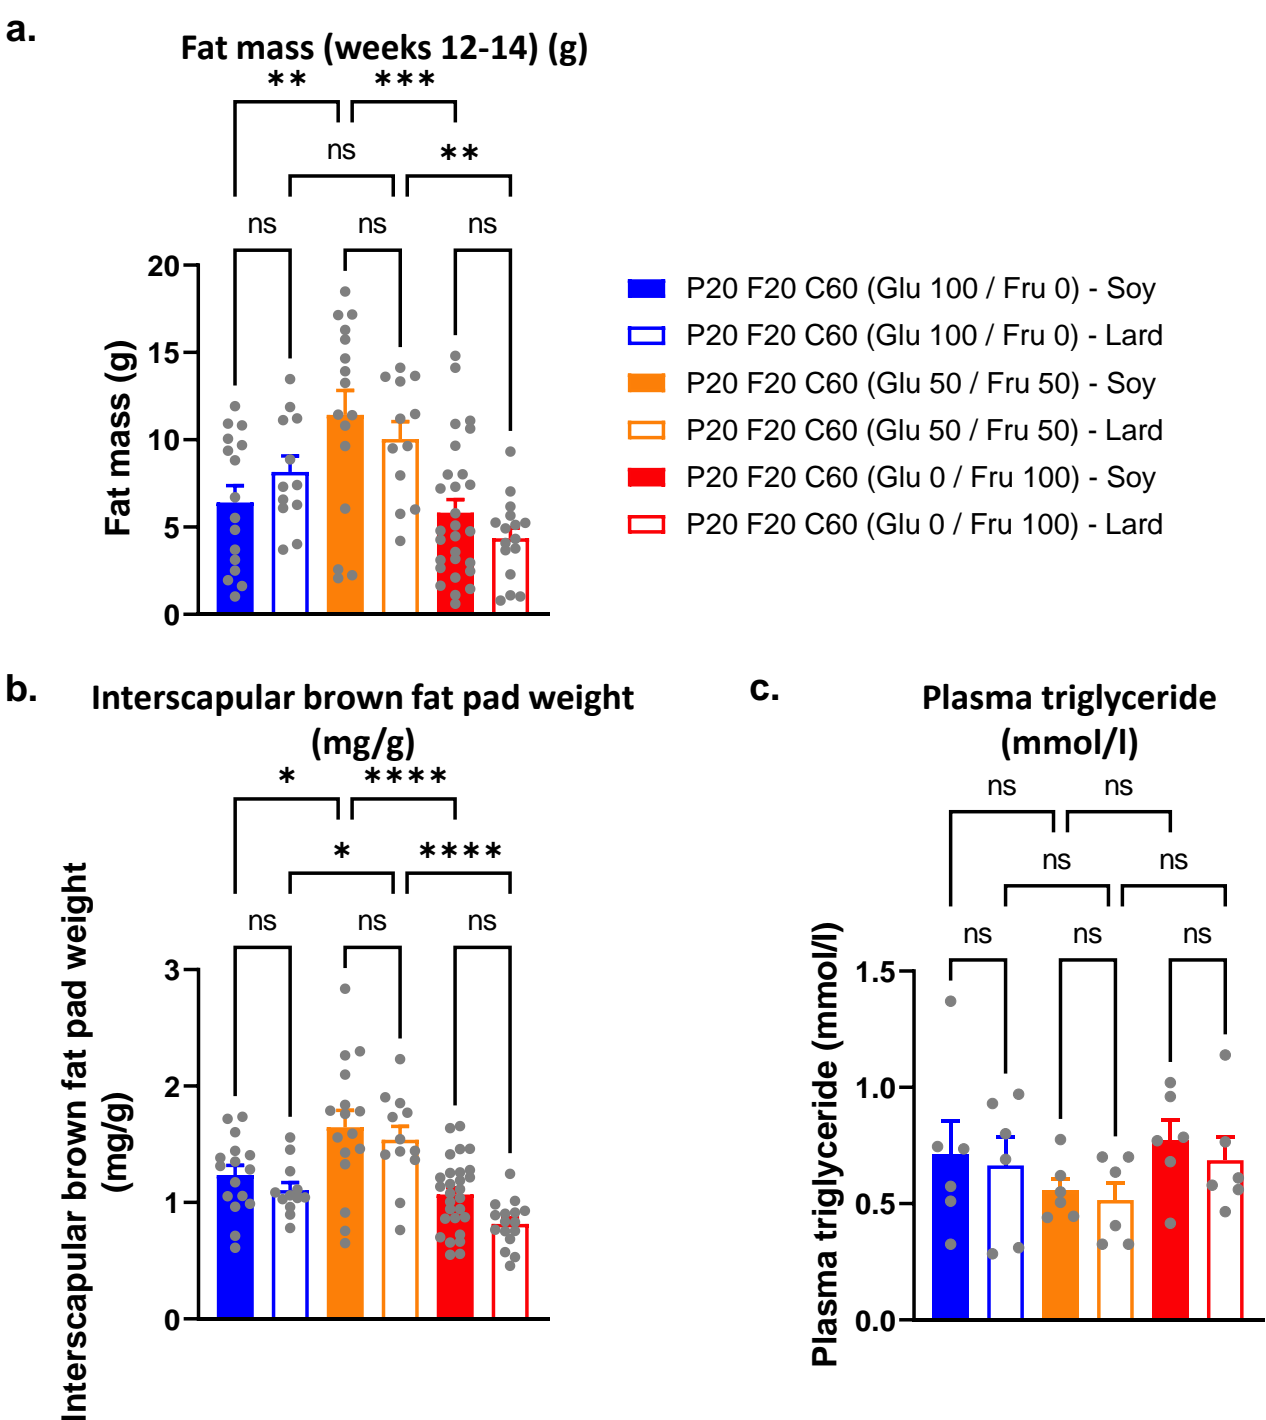 a.
Fat mass (weeks 12-14) (g)
** ***
ns **
ns ns ns
20
15
10
5
0
Fat mass (g)
P20 F20 C60 (Glu 100 / Fru 0) - Soy
P20 F20 C60 (Glu 100 / Fru 0) - Lard
P20 F20 C60 (Glu 50 / Fru 50) - Soy
P20 F20 C60 (Glu 50 / Fru 50) - Lard
P20 F20 C60 (Glu 0 / Fru 100) - Soy
P20 F20 C60 (Glu 0 / Fru 100) - Lard
b.
Interscapular brown fat pad weight
(mg/g)
* ****
* ****
ns ns ns
3
2
1
0
Interscapular brown fat pad weight
(mg/g)
c.
Plasma triglyceride
(mmol/l)
ns ns
ns ns
ns ns ns
1.5
1.0
0.5
0.0
Plasma triglyceride (mmol/l)